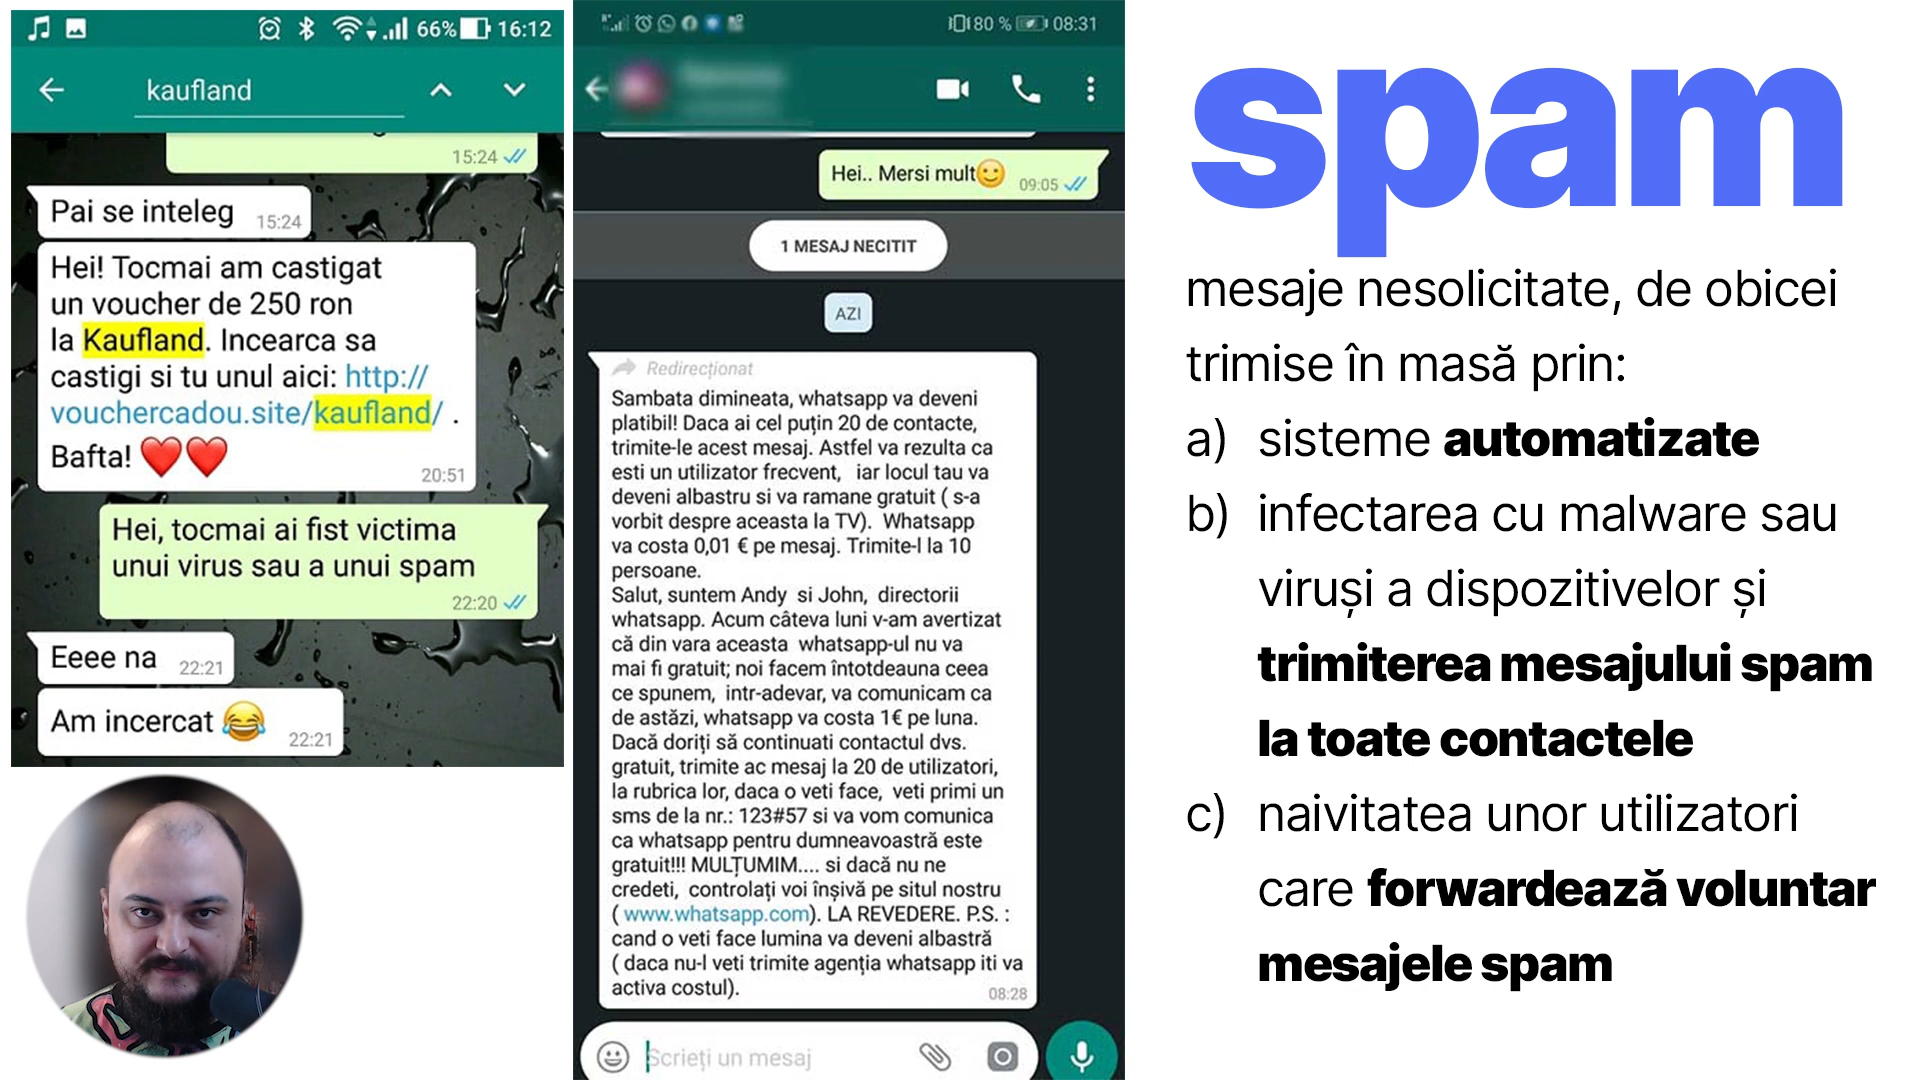 66% 16:12
kaufland
15:24
Pai se inteleg 15:24
Hei! Tocmai am castigat
un voucher de 250 ron
la Kaufland. Incearca sa
castigi si tu unul aici: http://
vouchercadou.site/kaufland/ .
Bafta! ❤️❤️
20:51
Hei, tocmai ai fist victima
unui virus sau a unui spam
22:20
Eeee na 22:21
Am incercat 😂 22:21
80 % 08:31
Hei.. Mersi mult🙂 09:05
1 MESAJ NECITIT
AZI
Redirecționat
Sambata dimineata, whatsapp va deveni
platibil! Daca ai cel puțin 20 de contacte,
trimite-le acest mesaj. Astfel va rezulta ca
esti un utilizator frecvent, iar locul tau va
deveni albastru si va ramane gratuit ( s-a
vorbit despre aceasta la TV). Whatsapp
va costa 0,01 € pe mesaj. Trimite-l la 10
persoane.
Salut, suntem Andy si John, directorii
whatsapp. Acum câteva luni v-am avertizat
că din vara aceasta whatsapp-ul nu va
mai fi gratuit; noi facem întotdeauna ceea
ce spunem, intr-adevar, va comunicam ca
de astăzi, whatsapp va costa 1€ pe luna.
Dacă doriți să continuati contactul dvs.
gratuit, trimite ac mesaj la 20 de utilizatori,
la rubrica lor, daca o veti face, veti primi un
sms de la nr.: 123#57 si va vom comunica
ca whatsapp pentru dumneavoastră este
gratuit!!! MULȚUMIM.... si dacă nu ne
credeti, controlați voi înșivă pe situl nostru
( www.whatsapp.com). LA REVEDERE. P.S. :
cand o veti face lumina va deveni albastră
( daca nu-l veti trimite agenția whatsapp iti va
activa costul).
08:28
Scrieți un mesaj
spam
mesaje nesolicitate, de obicei
trimise în masă prin:
a) sisteme automatizate
b) infectarea cu malware sau
viruși a dispozitivelor și
trimiterea mesajului spam
la toate contactele
c) naivitatea unor utilizatori
care forwardează voluntar
mesajele spam